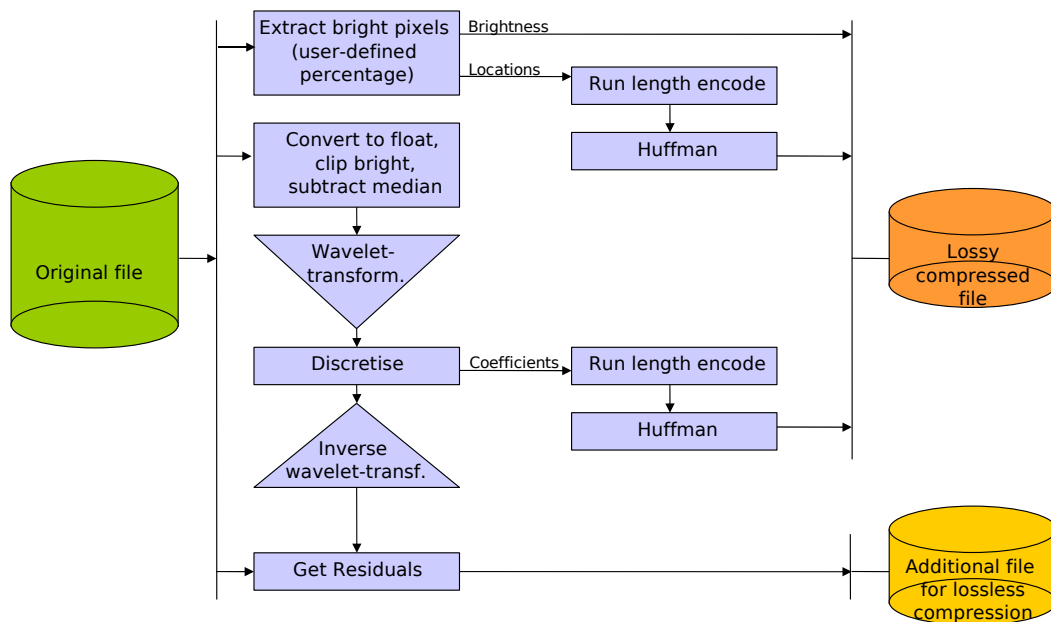 Extract bright pixels
(user-defined
percentage)
Brightness
Locations
Run length encode
Huffman
Convert to float,
clip bright,
subtract median
Wavelet-
transform.
Original file
Lossy
compressed
file
Discretise
Coefficients
Run length encode
Huffman
Inverse
wavelet-transf.
Get Residuals
Additional file
for lossless
compression